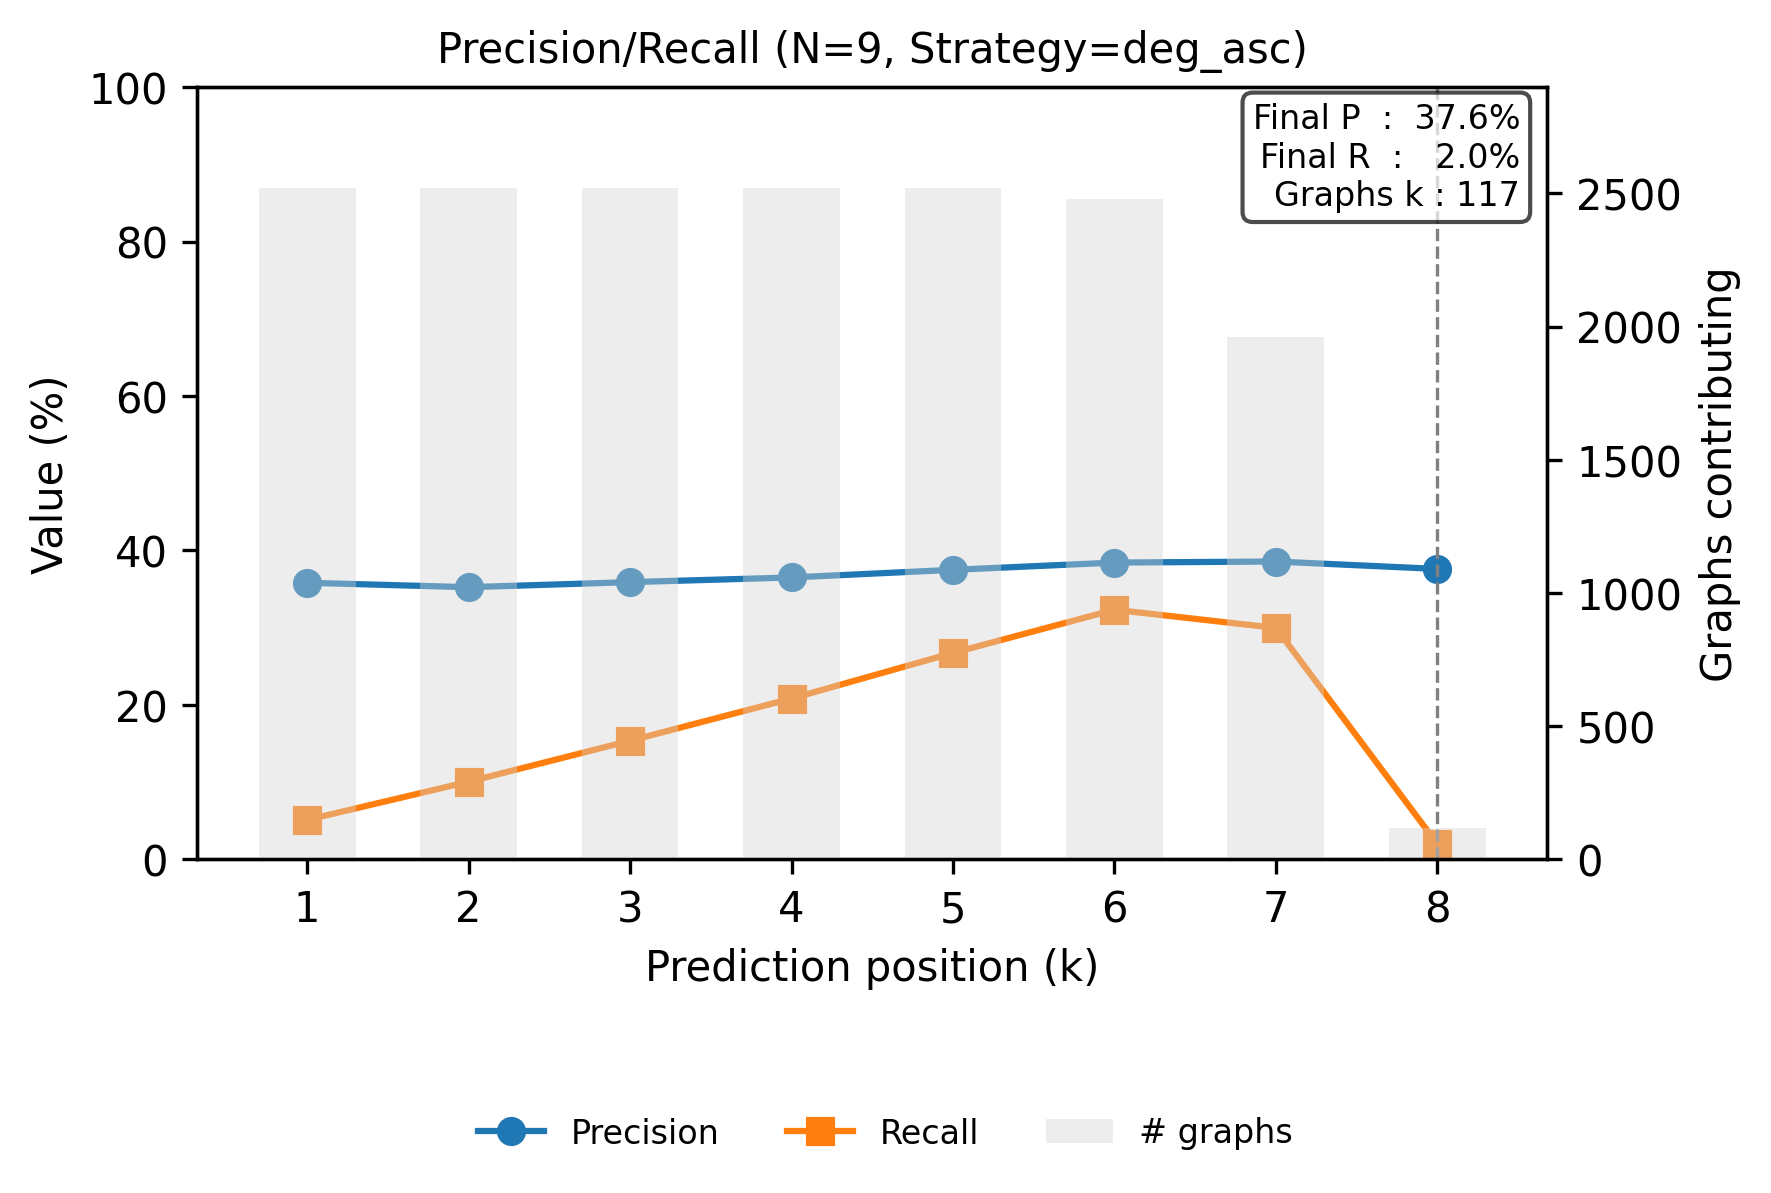 Precision/Recall (N=9, Strategy=deg_asc)
Final P : 37.6%
Final R : 2.0%
Graphs k : 117
Value (%)
100
80
60
40
20
0
2500
2000
1500
1000
500
0
Graphs contributing
1 2 3 4 5 6 7 8
Prediction position (k)
Precision Recall # graphs